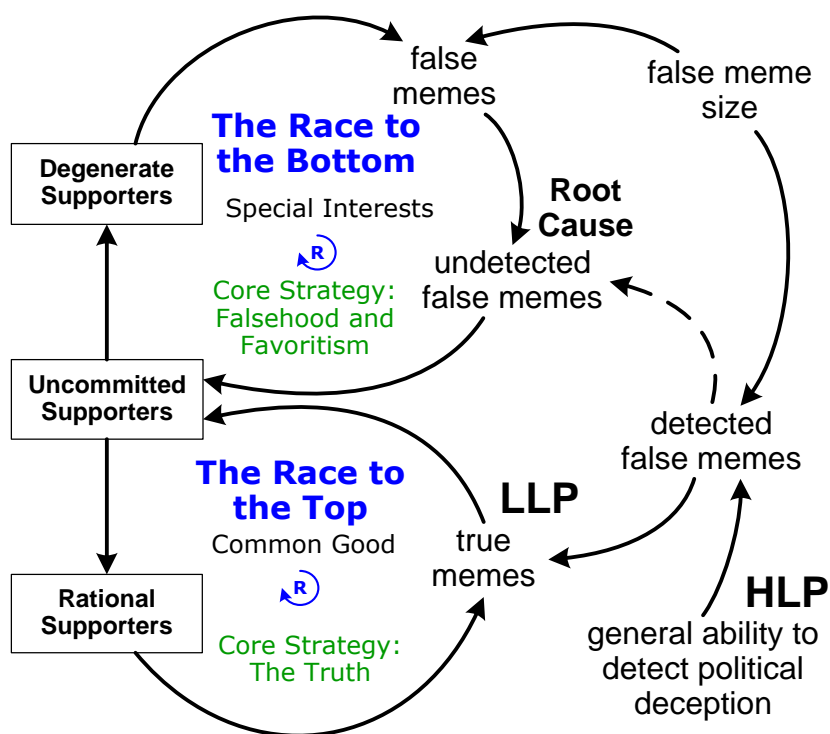 false
memes
false meme
size
The Race to
the Bottom
Degenerate
Supporters
Special Interests
R
Core Strategy:
Falsehood and
Favoritism
Root
Cause
undetected
false memes
Uncommitted
Supporters
detected
false memes
The Race to
the Top
Common Good
R
Core Strategy:
The Truth
LLP
true
memes
Rational
Supporters
HLP
general ability to
detect political
deception